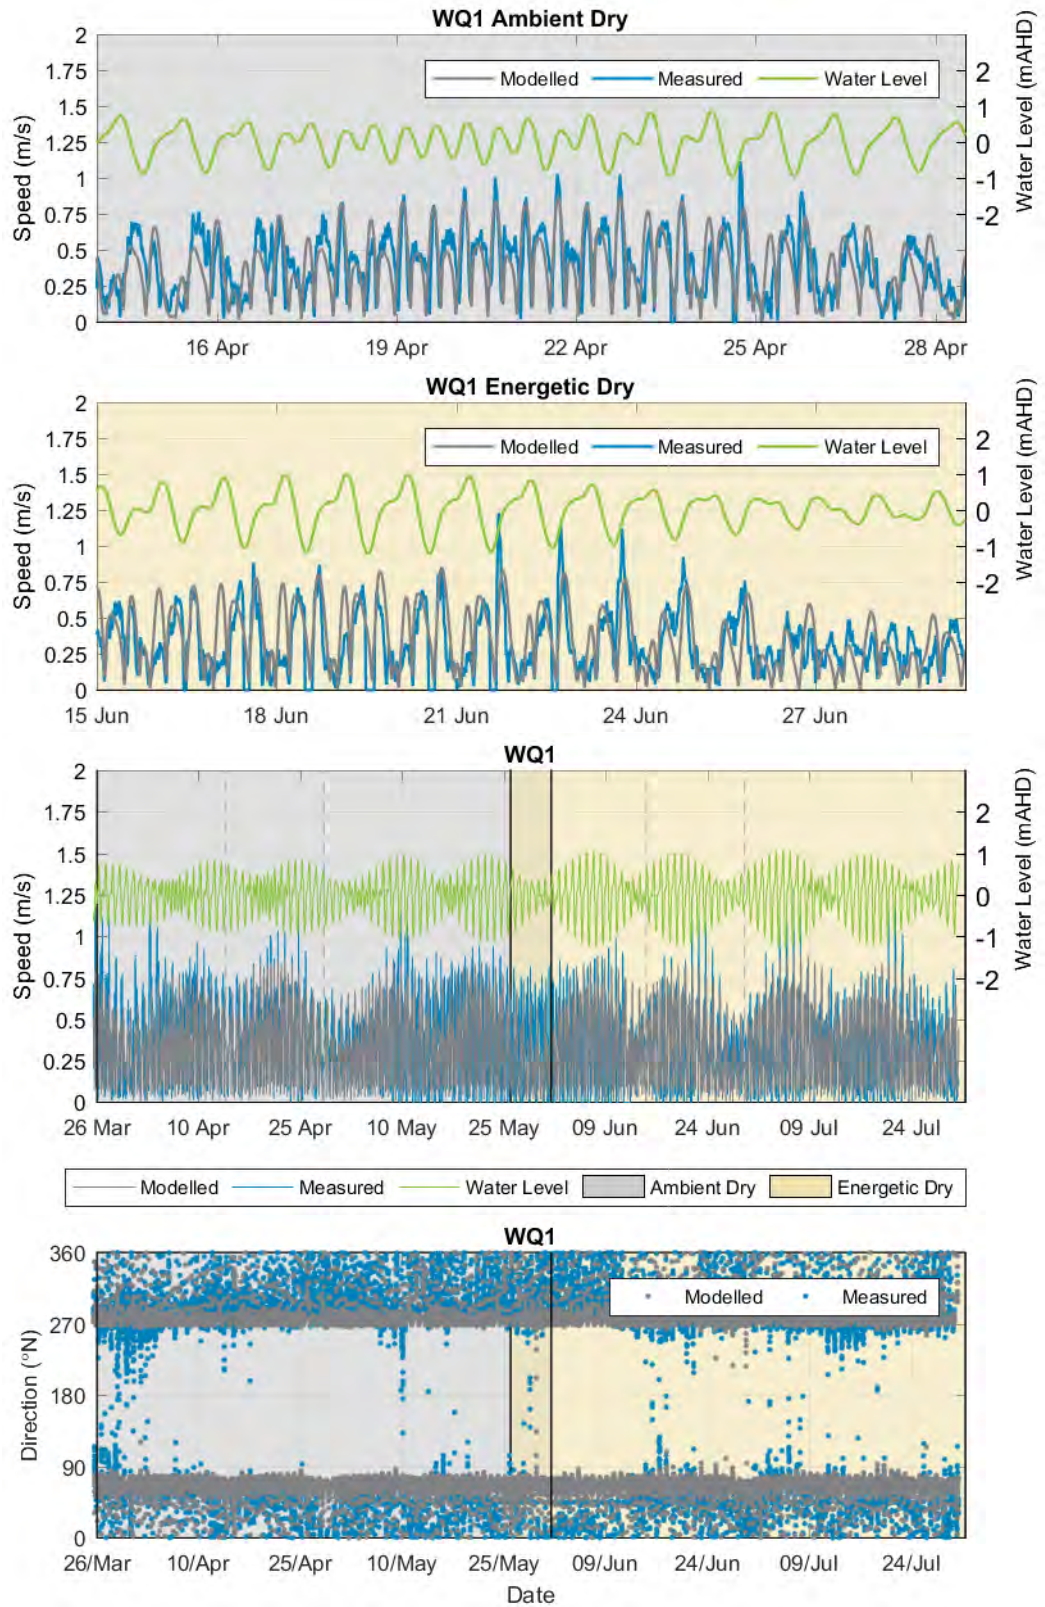 WQ1 Ambient Dry
Speed (m/s)
2
1.75
1.5
1.25
1
0.75
0.5
0.25
0
Modelled Measured Water Level
2
1
0
-1
-2
Water Level (mAHD)
16 Apr 19 Apr 22 Apr 25 Apr 28 Apr
WQ1 Energetic Dry
Speed (m/s)
2
1.75
1.5
1.25
1
0.75
0.5
0.25
0
Modelled Measured Water Level
2
1
0
-1
-2
Water Level (mAHD)
15 Jun 18 Jun 21 Jun 24 Jun 27 Jun
WQ1
Speed (m/s)
2
1.75
1.5
1.25
1
0.75
0.5
0.25
0
2
1
0
-1
-2
Water Level (mAHD)
26 Mar 10 Apr 25 Apr 10 May 25 May 09 Jun 24 Jun 09 Jul 24 Jul
Modelled Measured Water Level Ambient Dry Energetic Dry
WQ1
Direction (°N)
360
270
180
90
0
Modelled Measured
26/Mar 10/Apr 25/Apr 10/May 25/May 09/Jun 24/Jun 09/Jul 24/Jul
Date